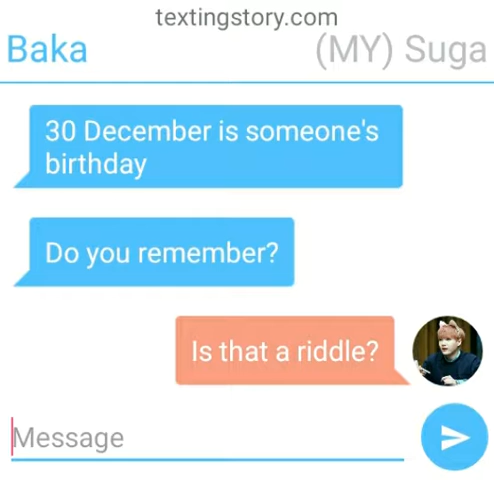 textingstory.com
Baka
(MY) Suga
30 December is someone's
birthday
Do you remember?
Is that a riddle?
Message